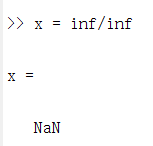 >> x = inf/inf
x =
NaN